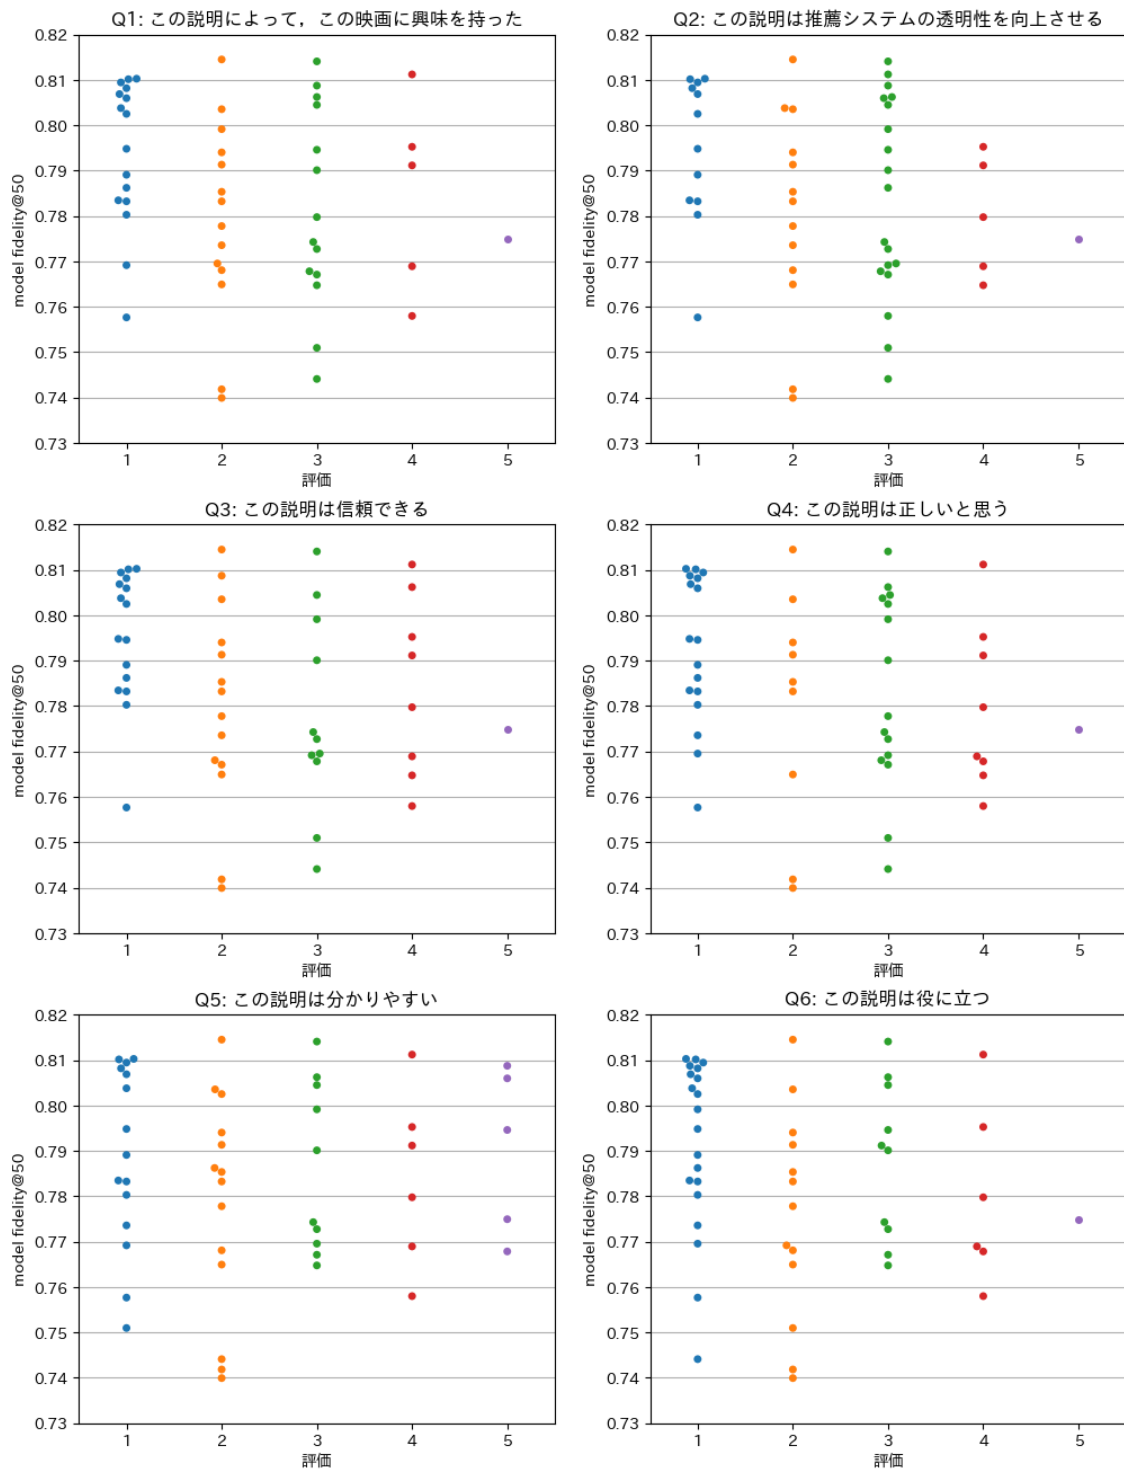 Q1: この説明によって，この映画に興味を持った
0.82
0.81
0.80
0.79
0.78
0.77
0.76
0.75
0.74
0.73
model fidelity@50
1 2 3 4 5
評価
Q2: この説明は推薦システムの透明性を向上させる
0.82
0.81
0.80
0.79
0.78
0.77
0.76
0.75
0.74
0.73
model fidelity@50
1 2 3 4 5
評価
Q3: この説明は信頼できる
0.82
0.81
0.80
0.79
0.78
0.77
0.76
0.75
0.74
0.73
model fidelity@50
1 2 3 4 5
評価
Q4: この説明は正しいと思う
0.82
0.81
0.80
0.79
0.78
0.77
0.76
0.75
0.74
0.73
model fidelity@50
1 2 3 4 5
評価
Q5: この説明は分かりやすい
0.82
0.81
0.80
0.79
0.78
0.77
0.76
0.75
0.74
0.73
model fidelity@50
1 2 3 4 5
評価
Q6: この説明は役に立つ
0.82
0.81
0.80
0.79
0.78
0.77
0.76
0.75
0.74
0.73
model fidelity@50
1 2 3 4 5
評価